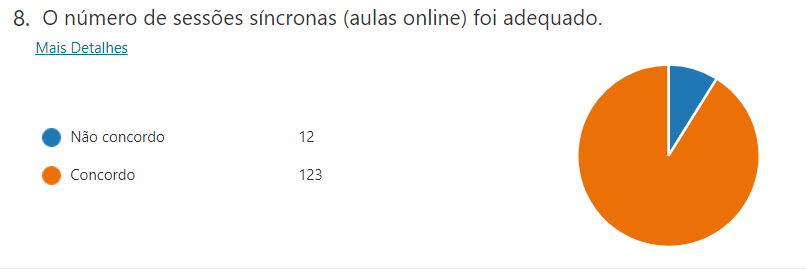 8. O número de sessões síncronas (aulas online) foi adequado.
Mais Detalhes
Não concordo 12
Concordo 123